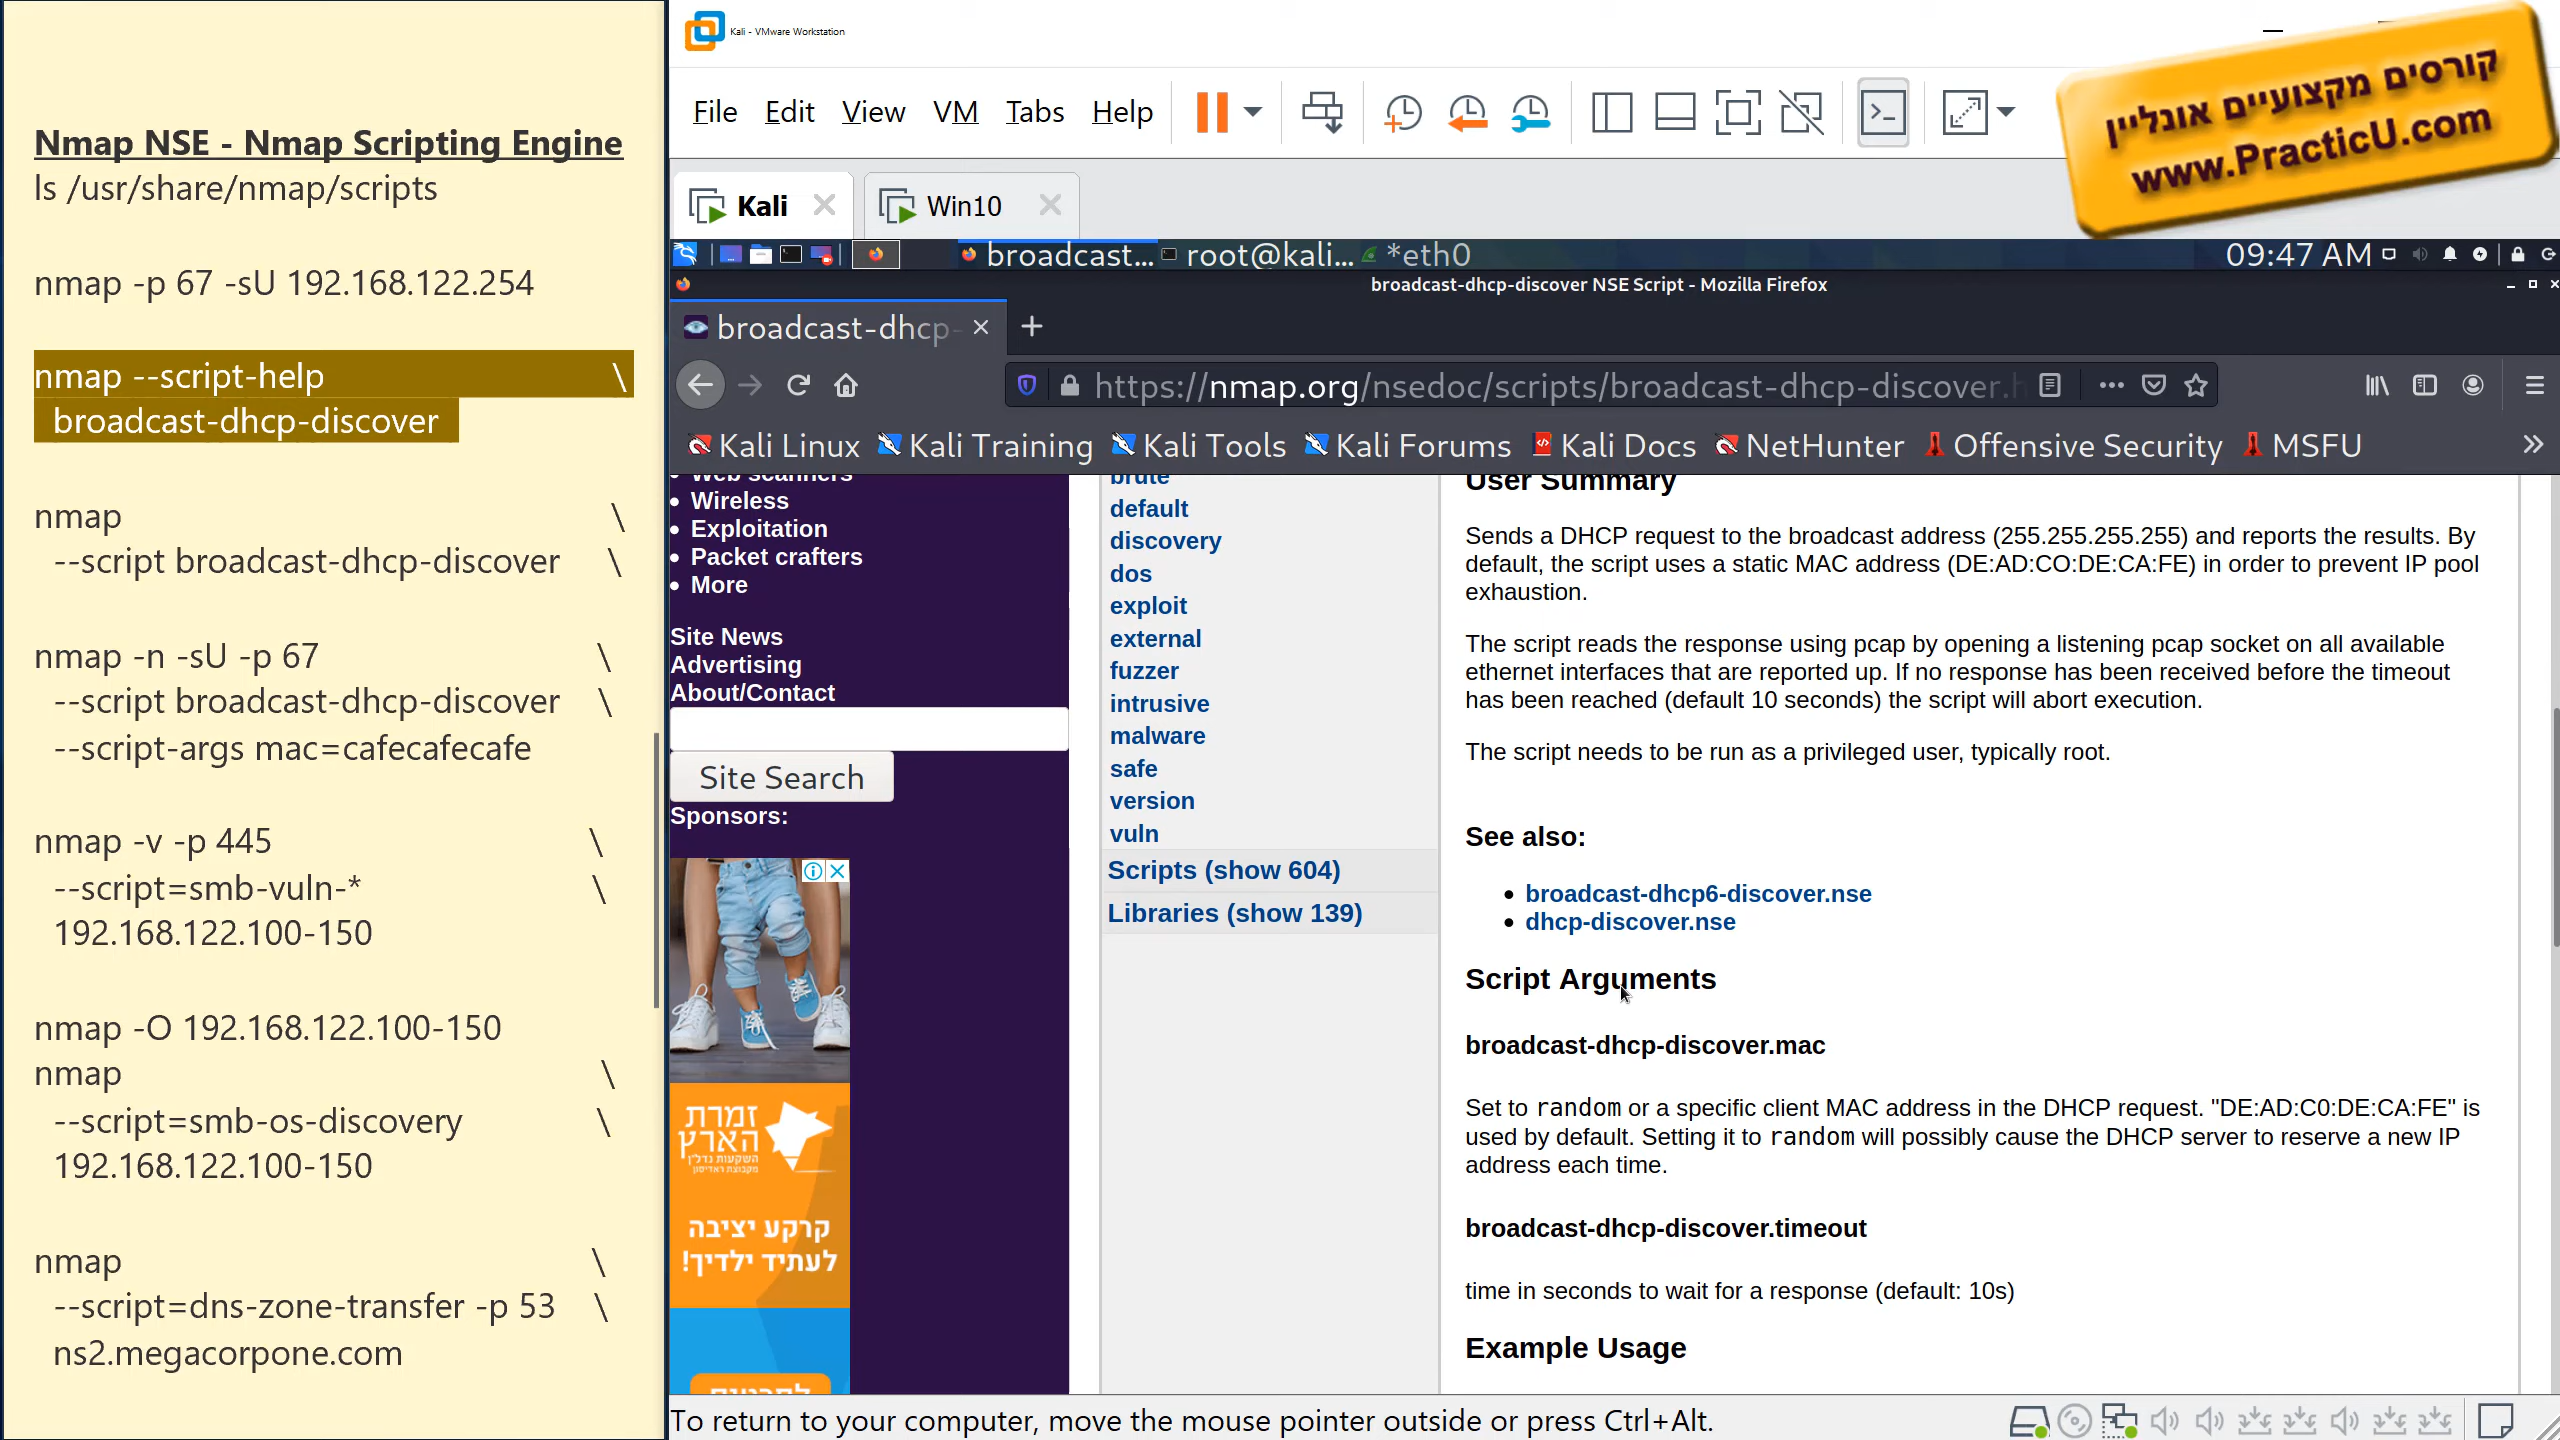 Nmap NSE - Nmap Scripting Engine
ls /usr/share/nmap/scripts
nmap -p 67 -sU 192.168.122.254
nmap --script-help \
broadcast-dhcp-discover
nmap \
--script broadcast-dhcp-discover \
nmap -n -sU -p 67 \
--script broadcast-dhcp-discover \
--script-args mac=cafecafecafe
nmap -v -p 445 \
--script=smb-vuln-* \
192.168.122.100-150
nmap -O 192.168.122.100-150
nmap \
--script=smb-os-discovery \
192.168.122.100-150
nmap \
--script=dns-zone-transfer -p 53 \
ns2.megacorpone.com
Kali - VMware Workstation
File Edit View VM Tabs Help
קורסים מקצועיים אונליין
www.PracticU.com
Kali Win10
broadcast... root@kali... *eth0 09:47 AM
broadcast-dhcp-discover NSE Script - Mozilla Firefox
broadcast-dhcp-
https://nmap.org/nsedoc/scripts/broadcast-dhcp-discover.h
Kali Linux Kali Training Kali Tools Kali Forums Kali Docs NetHunter Offensive Security MSFU
Web scanners
Wireless
Exploitation
Packet crafters
More
Site News
Advertising
About/Contact
Site Search
Sponsors:
זמרת
הארץ
השקעות נדל"ן
קרקע יציבה
לעתיד ילדיך!
brute
default
discovery
dos
exploit
external
fuzzer
intrusive
malware
safe
version
vuln
Scripts (show 604)
Libraries (show 139)
User Summary
Sends a DHCP request to the broadcast address (255.255.255.255) and reports the results. By
default, the script uses a static MAC address (DE:AD:CO:DE:CA:FE) in order to prevent IP pool
exhaustion.
The script reads the response using pcap by opening a listening pcap socket on all available
ethernet interfaces that are reported up. If no response has been received before the timeout
has been reached (default 10 seconds) the script will abort execution.
The script needs to be run as a privileged user, typically root.
See also:
broadcast-dhcp6-discover.nse
dhcp-discover.nse
Script Arguments
broadcast-dhcp-discover.mac
Set to random or a specific client MAC address in the DHCP request. "DE:AD:C0:DE:CA:FE" is
used by default. Setting it to random will possibly cause the DHCP server to reserve a new IP
address each time.
broadcast-dhcp-discover.timeout
time in seconds to wait for a response (default: 10s)
Example Usage
To return to your computer, move the mouse pointer outside or press Ctrl+Alt.